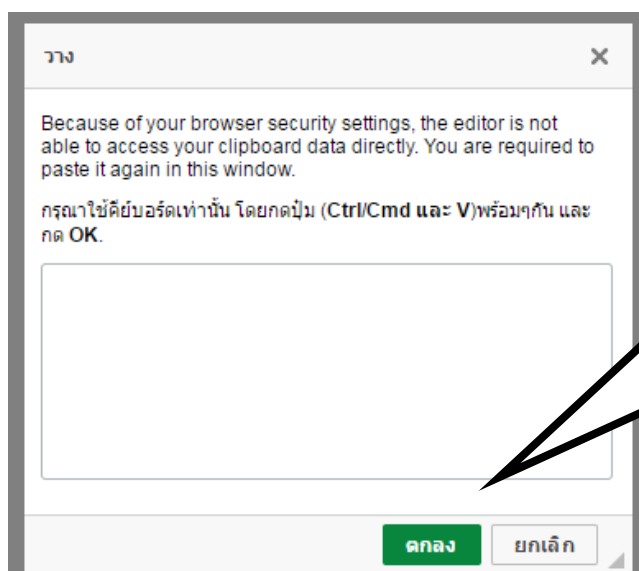 วาง
Because of your browser security settings, the editor is not
able to access your clipboard data directly. You are required to
paste it again in this window.
กรุณาใช้คีย์บอร์ดเท่านั้น โดยกดปุ๋ม (Ctrl/Cmd และ V)พร้อมๆกัน และ
กด OK.
ตกลง
ยกเลิก